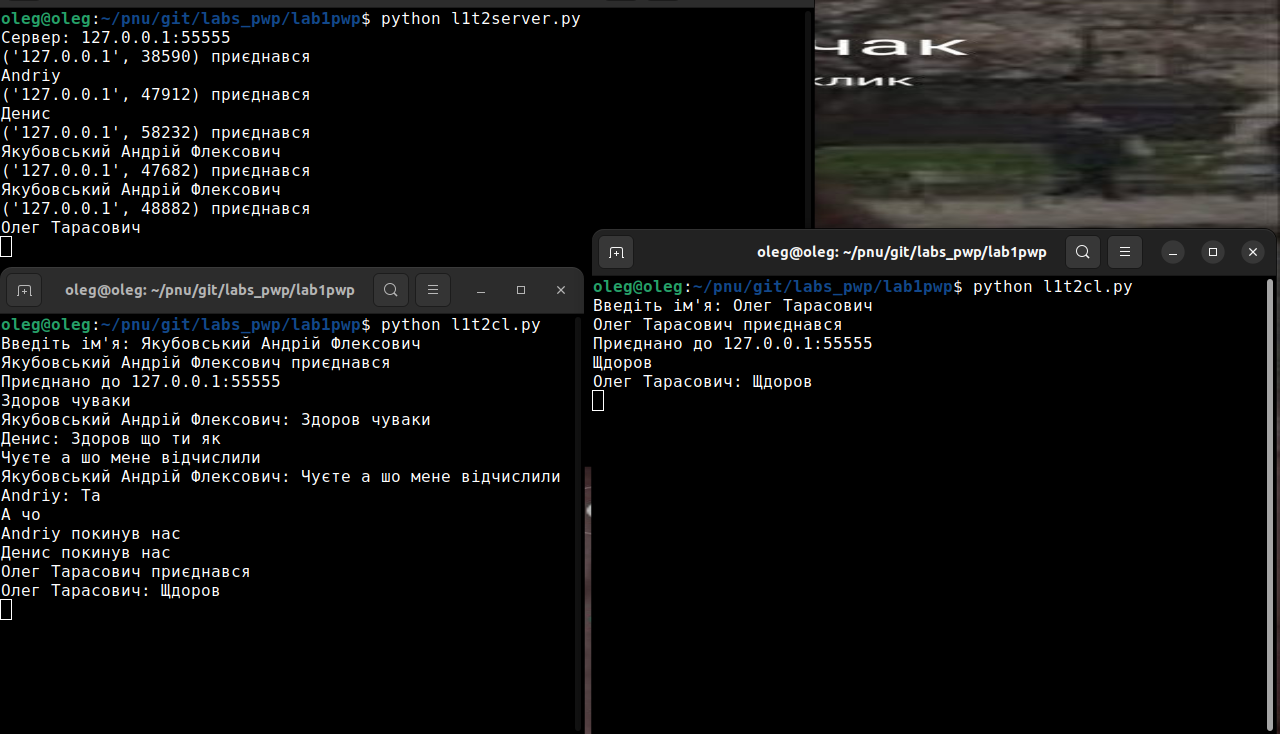 oleg@oleg:~/pnu/git/labs_pwp/lab1pwp$ python l1t2server.py
Сервер: 127.0.0.1:55555
('127.0.0.1', 38590) приєднався
Andriy
('127.0.0.1', 47912) приєднався
Денис
('127.0.0.1', 58232) приєднався
Якубовський Андрій Флексович
('127.0.0.1', 47682) приєднався
Якубовський Андрій Флексович
('127.0.0.1', 48882) приєднався
Олег Тарасович
чак
клик
oleg@oleg: ~/pnu/git/labs_pwp/lab1pwp
oleg@oleg:~/pnu/git/labs_pwp/lab1pwp$ python l1t2cl.py
Введіть ім'я: Якубовський Андрій Флексович
Якубовський Андрій Флексович приєднався
Приєднано до 127.0.0.1:55555
Здоров чуваки
Якубовський Андрій Флексович: Здоров чуваки
Денис: Здоров що ти як
Чуєте а шо мене відчислили
Якубовський Андрій Флексович: Чуєте а шо мене відчислили
Andriy: Та
А чо
Andriy покинув нас
Денис покинув нас
Олег Тарасович приєднався
Олег Тарасович: Щдоров
oleg@oleg: ~/pnu/git/labs_pwp/lab1pwp
oleg@oleg:~/pnu/git/labs_pwp/lab1pwp$ python l1t2cl.py
Введіть ім'я: Олег Тарасович
Олег Тарасович приєднався
Приєднано до 127.0.0.1:55555
Щдоров
Олег Тарасович: Щдоров